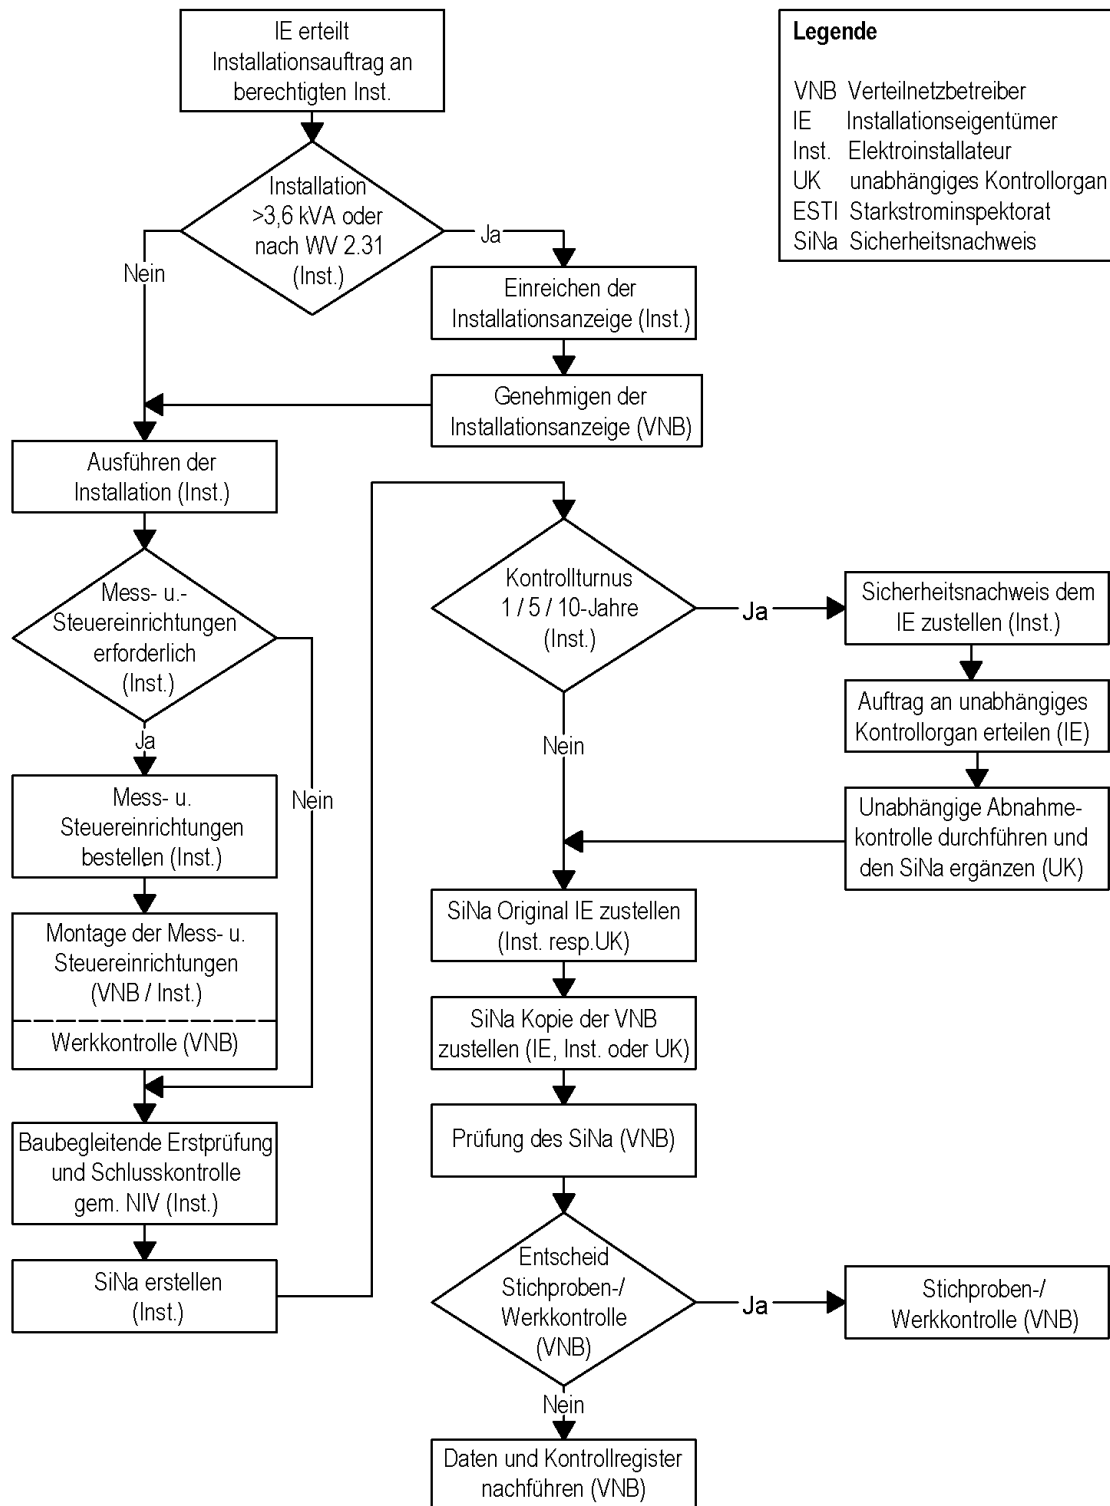 IE erteilt
Installationsauftrag an
berechtigten Inst.
Legende
VNB Verteilnetzbetreiber
IE Installationseigentümer
Inst. Elektroinstallateur
UK unabhängiges Kontrollorgan
ESTI Starkstrominspektorat
SiNa Sicherheitsnachweis
Installation
>3,6 kVA oder
nach WV 2.31
(Inst.)
Ja
Nein
Einreichen der
Installationsanzeige (Inst.)
Genehmigen der
Installationsanzeige (VNB)
Ausführen der
Installation (Inst.)
Mess- u.-
Steuereinrichtungen
erforderlich
(Inst.)
Ja
Nein
Mess- u.
Steuereinrichtungen
bestellen (Inst.)
Montage der Mess- u.
Steuereinrichtungen
(VNB / Inst.)
Werkkontrolle (VNB)
Baubegleitende Erstprüfung
und Schlusskontrolle
gem. NIV (Inst.)
SiNa erstellen
(Inst.)
Kontrollturnus
1 / 5 / 10-Jahre
(Inst.)
Ja
Nein
Sicherheitsnachweis dem
IE zustellen (Inst.)
Auftrag an unabhängiges
Kontrollorgan erteilen (IE)
Unabhängige Abnahme-
kontrolle durchführen und
den SiNa ergänzen (UK)
SiNa Original IE zustellen
(Inst. resp.UK)
SiNa Kopie der VNB
zustellen (IE, Inst. oder UK)
Prüfung des SiNa (VNB)
Entscheid
Stichproben-/
Werkkontrolle
(VNB)
Ja
Stichproben-/
Werkkontrolle (VNB)
Nein
Daten und Kontrollregister
nachführen (VNB)